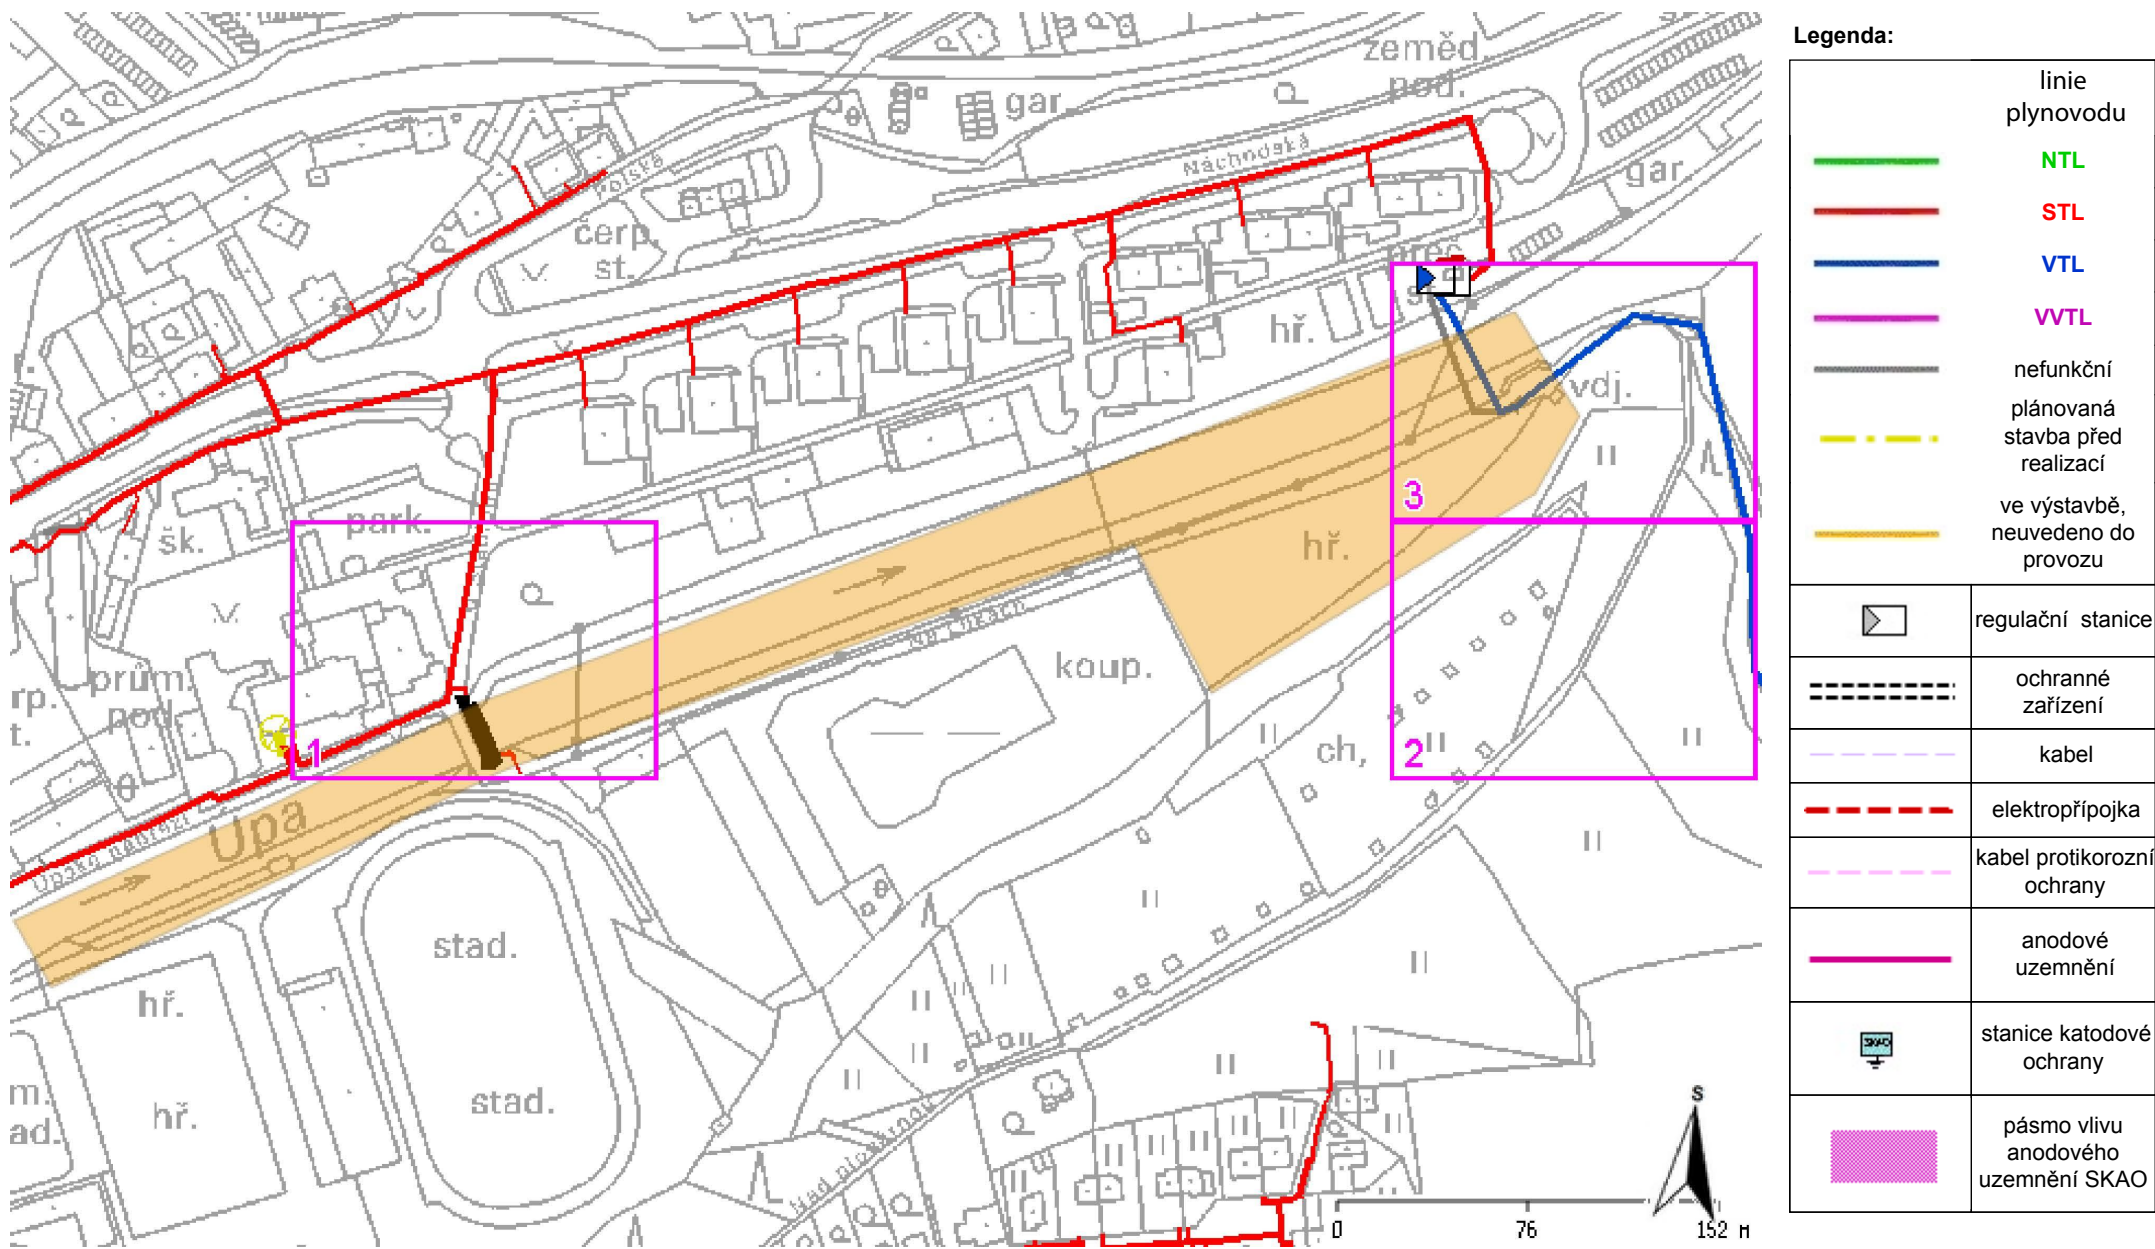 Legenda:
linie
plynovodu
NTL
STL
VTL
VVTL
nefunkční
plánovaná
stavba před
realizací
ve výstavbě,
neuvedeno do
provozu
regulační stanice
ochranné
zařízení
kabel
elektropřípojka
kabel protikorozní
ochrany
anodové
uzemnění
SKAO
stanice katodové
ochrany
pásmo vlivu
anodového
uzemnění SKAO
zeměd.
pod.
gar.
Náchodská
gar.
čerp.
st.
hř.
vdj.
3
park.
šk.
hř.
koup.
prům.
pod.
rp.
t.
1
ch,
2
Úpa
stad.
hř.
stad.
hř.
m.
ad.
S
0
76
152 M